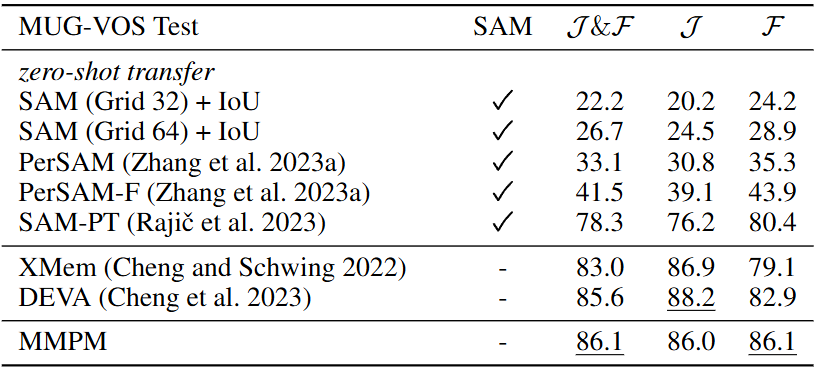 MUG-VOS Test SAM J&F J F
zero-shot transfer
SAM (Grid 32) + IoU ✓ 22.2 20.2 24.2
SAM (Grid 64) + IoU ✓ 26.7 24.5 28.9
PerSAM (Zhang et al. 2023a) ✓ 33.1 30.8 35.3
PerSAM-F (Zhang et al. 2023a) ✓ 41.5 39.1 43.9
SAM-PT (Rajič et al. 2023) ✓ 78.3 76.2 80.4
XMem (Cheng and Schwing 2022) - 83.0 86.9 79.1
DEVA (Cheng et al. 2023) - 85.6 88.2 82.9
MMPM - 86.1 86.0 86.1